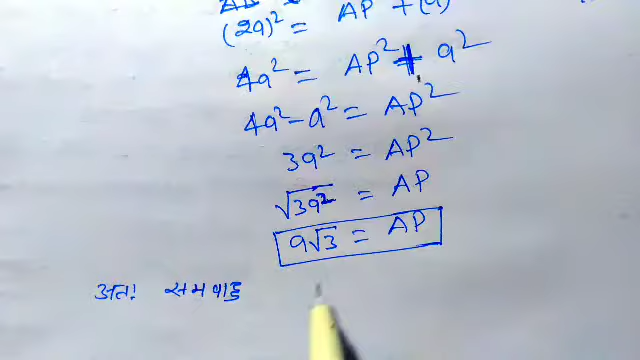 (2a)² = AP² + (a)²
4a² = AP² + a²
4a² - a² = AP²
3a² = AP²
√3a² = AP
a√3 = AP
अतः समबाहु